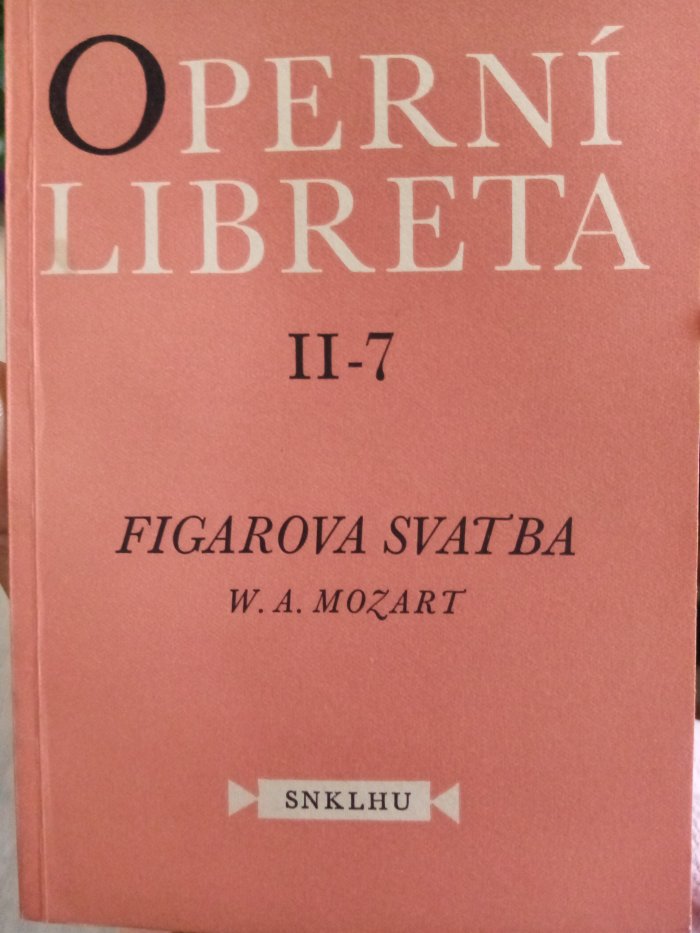 OPERNÍ
LIBRETA
II-7
FIGAROVA SVATBA
W. A. MOZART
SNKLHU